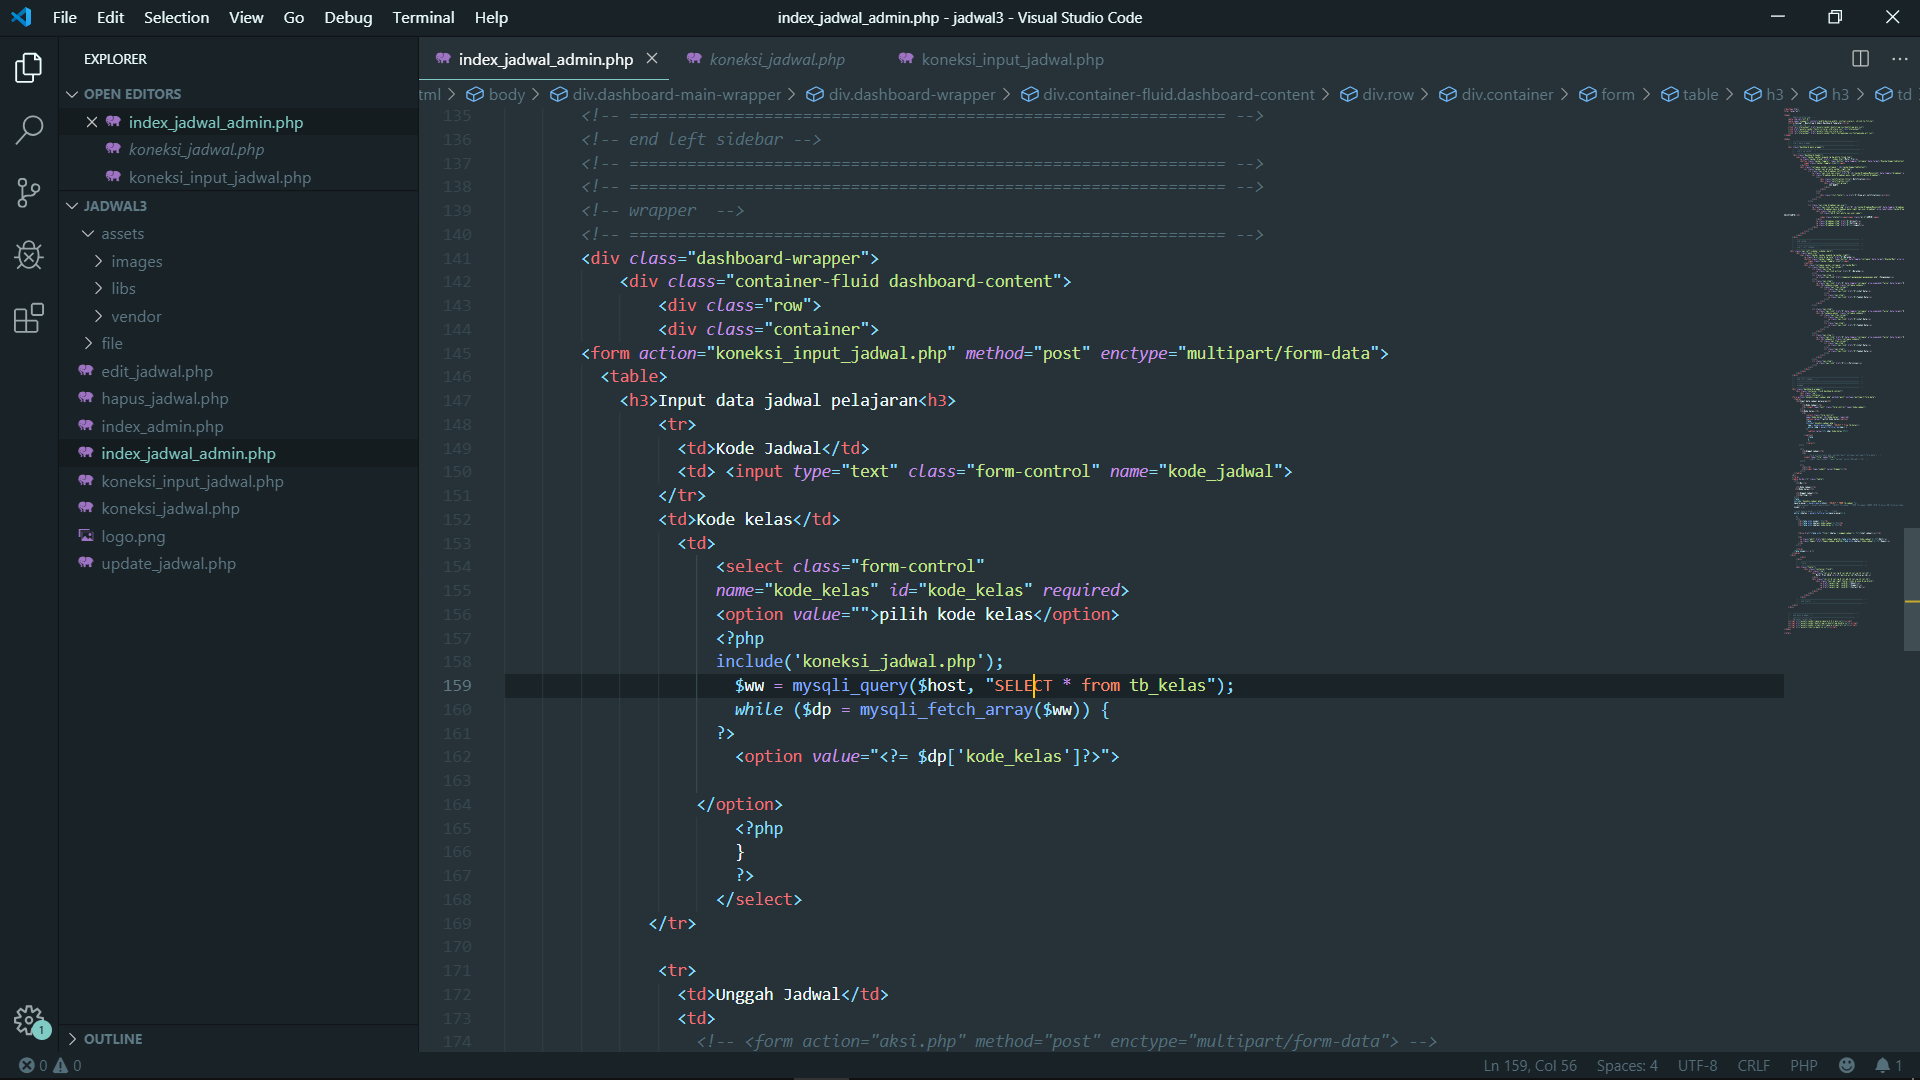 File Edit Selection View Go Debug Terminal Help
index_jadwal_admin.php - jadwal3 - Visual Studio Code
EXPLORER
OPEN EDITORS
index_jadwal_admin.php
koneksi_jadwal.php
koneksi_input_jadwal.php
JADWAL3
assets
images
libs
vendor
file
edit_jadwal.php
hapus_jadwal.php
index_admin.php
index_jadwal_admin.php
koneksi_input_jadwal.php
koneksi_jadwal.php
logo.png
update_jadwal.php
OUTLINE
1
index_jadwal_admin.php koneksi_jadwal.php koneksi_input_jadwal.php
tml > body > div.dashboard-main-wrapper > div.dashboard-wrapper > div.container-fluid.dashboard-content > div.row > div.container > form > table > h3 > h3 > td
135 <!-- ============================================================== -->
136 <!-- end left sidebar -->
137 <!-- ============================================================== -->
138 <!-- ============================================================== -->
139 <!-- wrapper  -->
140 <!-- ============================================================== -->
141 <div class="dashboard-wrapper">
142 <div class="container-fluid dashboard-content">
143 <div class="row">
144 <div class="container">
145 <form action="koneksi_input_jadwal.php" method="post" enctype="multipart/form-data">
146 <table>
147 <h3>Input data jadwal pelajaran<h3>
148 <tr>
149 <td>Kode Jadwal</td>
150 <td> <input type="text" class="form-control" name="kode_jadwal">
151 </tr>
152 <td>Kode kelas</td>
153 <td>
154 <select class="form-control"
155 name="kode_kelas" id="kode_kelas" required>
156 <option value="">pilih kode kelas</option>
157 <?php
158 include('koneksi_jadwal.php');
159 $ww = mysqli_query($host, "SELECT * from tb_kelas");
160 while ($dp = mysqli_fetch_array($ww)) {
161 ?>
162 <option value="<?= $dp['kode_kelas']?>">
163
164 </option>
165 <?php
166 }
167 ?>
168 </select>
169 </tr>
170
171 <tr>
172 <td>Unggah Jadwal</td>
173 <td>
174 <!-- <form action="aksi.php" method="post" enctype="multipart/form-data"> -->
0 0 Ln 159, Col 56 Spaces: 4 UTF-8 CRLF PHP 1